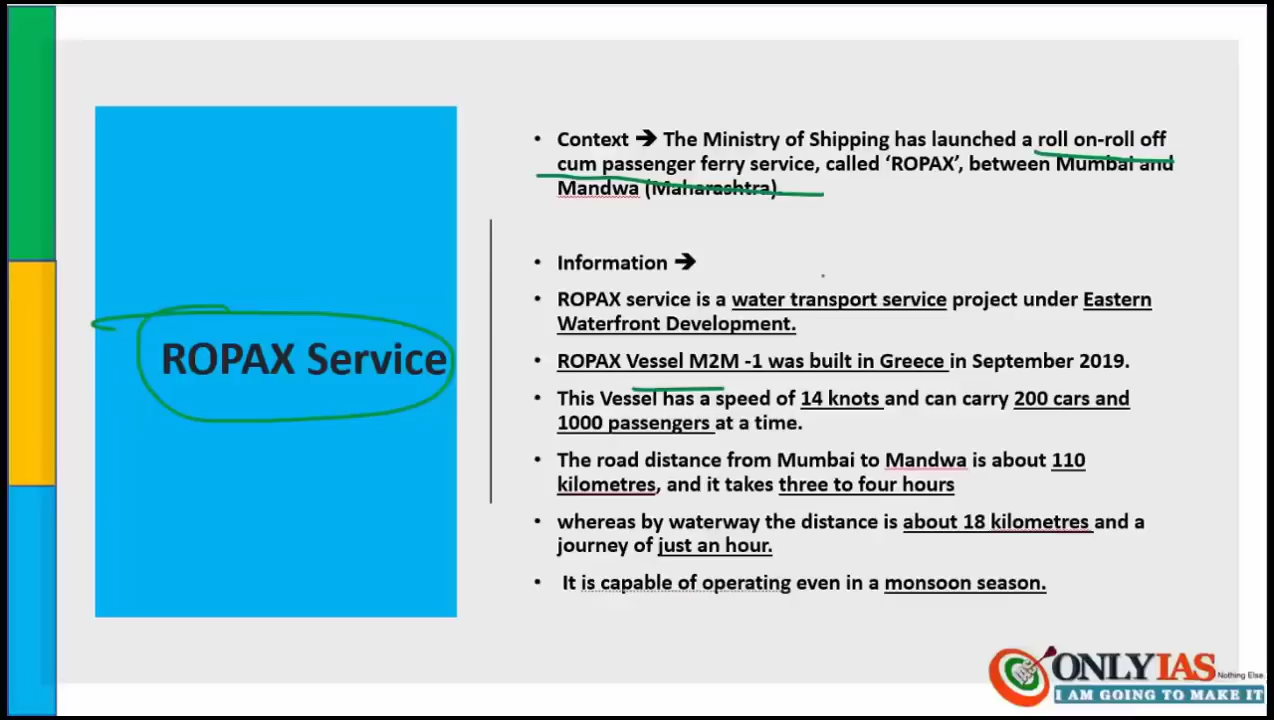 ROPAX Service
• Context ➔ The Ministry of Shipping has launched a roll on-roll off
cum passenger ferry service, called ‘ROPAX’, between Mumbai and
Mandwa (Maharashtra).
• Information ➔
• ROPAX service is a water transport service project under Eastern
Waterfront Development.
• ROPAX Vessel M2M -1 was built in Greece in September 2019.
• This Vessel has a speed of 14 knots and can carry 200 cars and
1000 passengers at a time.
• The road distance from Mumbai to Mandwa is about 110
kilometres, and it takes three to four hours
• whereas by waterway the distance is about 18 kilometres and a
journey of just an hour.
• It is capable of operating even in a monsoon season.
ONLYIAS
Nothing Else
I AM GOING TO MAKE IT